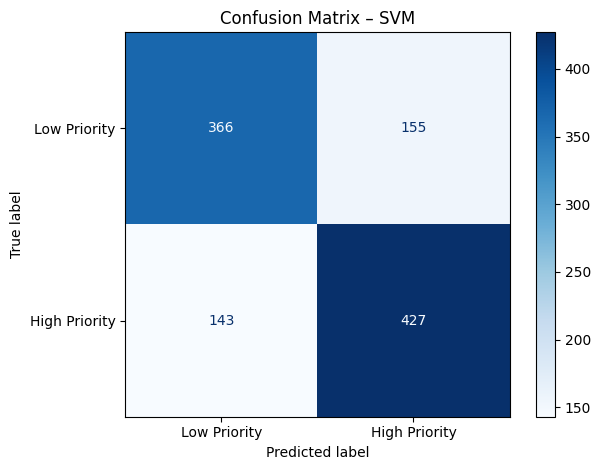 Confusion Matrix – SVM
True label
Low Priority
High Priority
366
155
143
427
Low Priority
High Priority
Predicted label
400
350
300
250
200
150